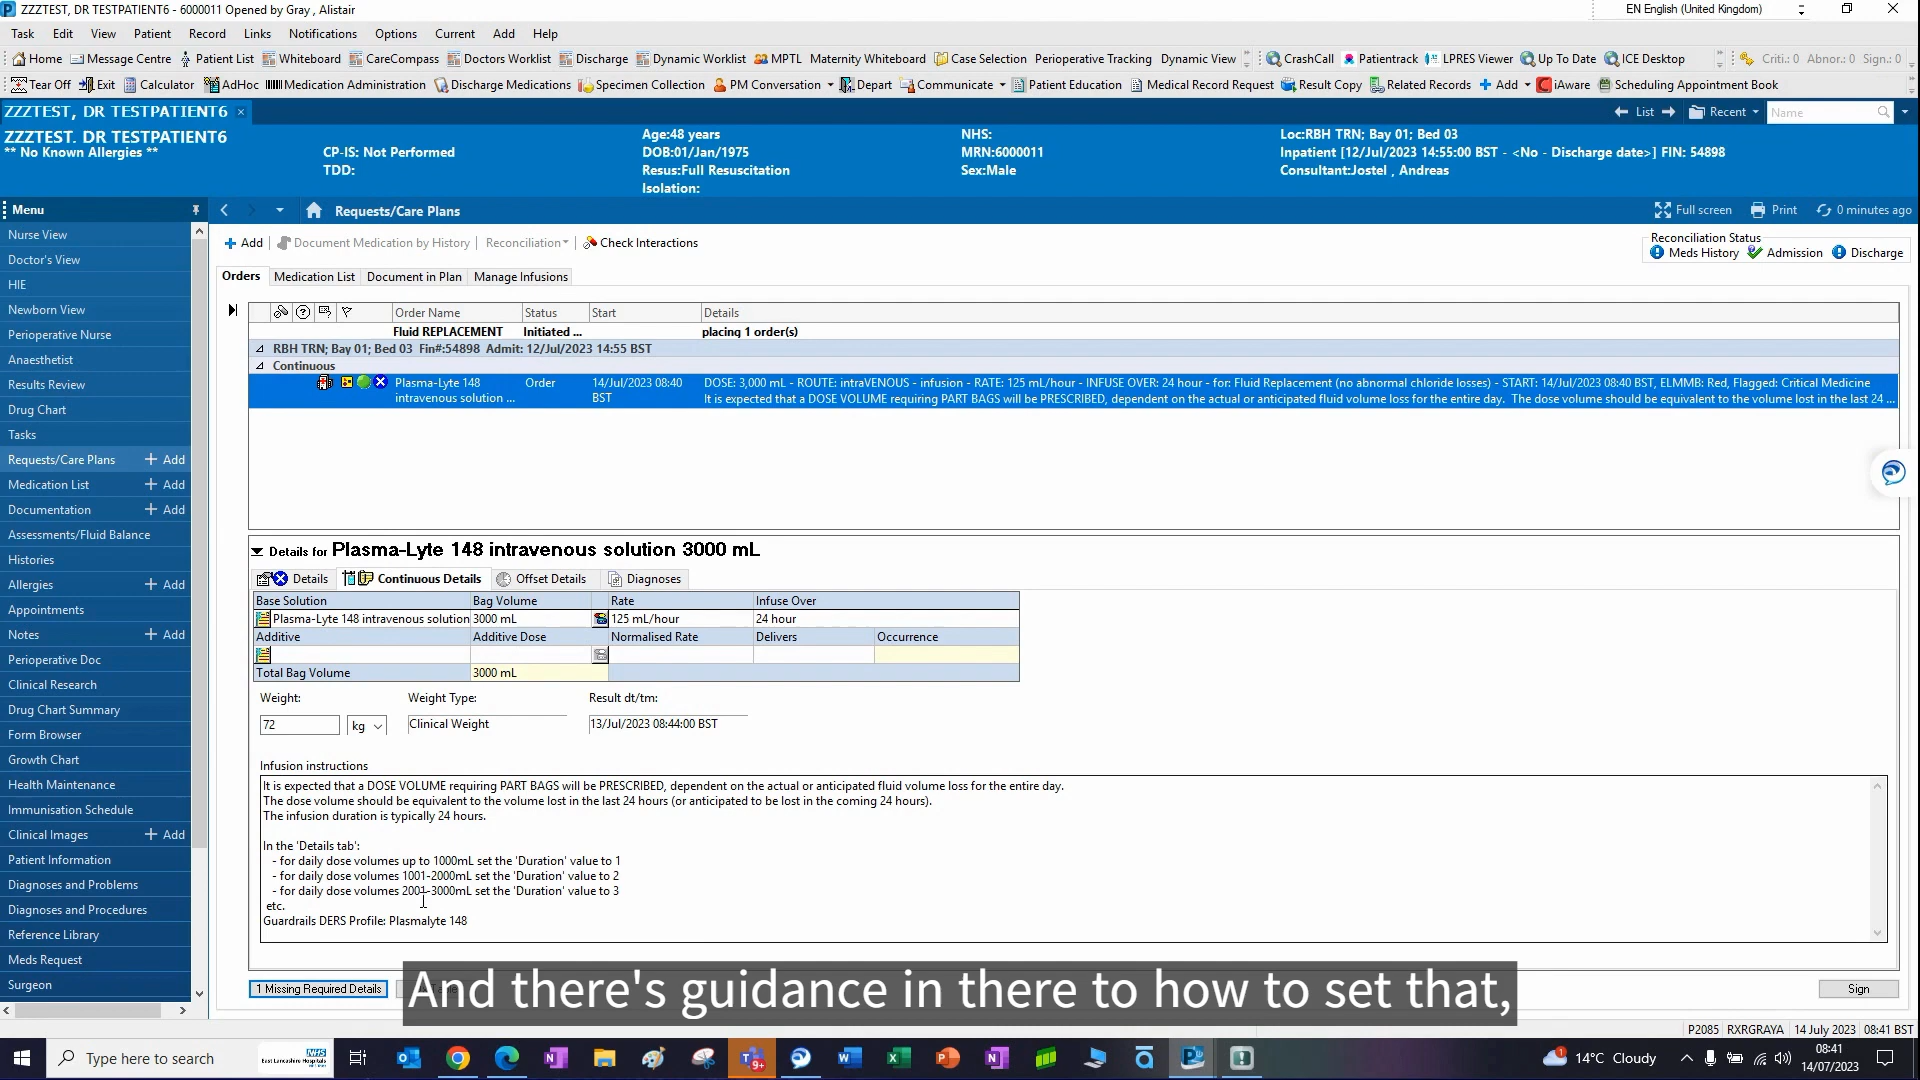 ZZZTEST, DR TESTPATIENT6 - 6000011 Opened by Gray , Alistair
EN English (United Kingdom)
Task Edit View Patient Record Links Notifications Options Current Add Help
Home Message Centre Patient List Whiteboard CareCompass Doctors Worklist Discharge Dynamic Worklist MPTL Maternity Whiteboard Case Selection Perioperative Tracking Dynamic View CrashCall Patientrack LPRES Viewer Up To Date ICE Desktop Criti.: 0 Abnor.: 0 Sign.: 0
Tear Off Exit Calculator AdHoc Medication Administration Discharge Medications Specimen Collection PM Conversation Depart Communicate Patient Education Medical Record Request Result Copy Related Records Add iAware Scheduling Appointment Book
ZZZTEST, DR TESTPATIENT6
List Recent Name
ZZZTEST. DR TESTPATIENT6
Age:48 years NHS: Loc:RBH TRN; Bay 01; Bed 03
** No Known Allergies ** CP-IS: Not Performed DOB:01/Jan/1975 MRN:6000011 Inpatient [12/Jul/2023 14:55:00 BST - <No - Discharge date>] FIN: 54898
TDD: Resus:Full Resuscitation Sex:Male Consultant:Jostel , Andreas
Isolation:
Menu
Requests/Care Plans
Full screen Print 0 minutes ago
Nurse View
Doctor's View
HIE
Newborn View
Perioperative Nurse
Anaesthetist
Results Review
Drug Chart
Tasks
Requests/Care Plans + Add
Medication List + Add
Documentation + Add
Assessments/Fluid Balance
Histories
Allergies + Add
Appointments
Notes + Add
Perioperative Doc
Clinical Research
Drug Chart Summary
Form Browser
Growth Chart
Health Maintenance
Immunisation Schedule
Clinical Images + Add
Patient Information
Diagnoses and Problems
Diagnoses and Procedures
Reference Library
Meds Request
Surgeon
+ Add Document Medication by History Reconciliation Check Interactions
Reconciliation Status
Meds History Admission Discharge
Orders Medication List Document in Plan Manage Infusions
Order Name Status Start Details
Fluid REPLACEMENT Initiated ... placing 1 order(s)
RBH TRN; Bay 01; Bed 03 Fin#:54898 Admit: 12/Jul/2023 14:55 BST
Continuous
Plasma-Lyte 148 Order 14/Jul/2023 08:40 DOSE: 3,000 mL - ROUTE: intraVENOUS - infusion - RATE: 125 mL/hour - INFUSE OVER: 24 hour - for: Fluid Replacement (no abnormal chloride losses) - START: 14/Jul/2023 08:40 BST, ELMMB: Red, Flagged: Critical Medicine
intravenous solution ... BST It is expected that a DOSE VOLUME requiring PART BAGS will be PRESCRIBED, dependent on the actual or anticipated fluid volume loss for the entire day. The dose volume should be equivalent to the volume lost in the last 24 ...
Details for Plasma-Lyte 148 intravenous solution 3000 mL
Details Continuous Details Offset Details Diagnoses
Base Solution Bag Volume Rate Infuse Over
Plasma-Lyte 148 intravenous solution 3000 mL 125 mL/hour 24 hour
Additive Additive Dose Normalised Rate Delivers Occurrence
Total Bag Volume 3000 mL
Weight: Weight Type: Result dt/tm:
72 kg Clinical Weight 13/Jul/2023 08:44:00 BST
Infusion instructions
It is expected that a DOSE VOLUME requiring PART BAGS will be PRESCRIBED, dependent on the actual or anticipated fluid volume loss for the entire day.
The dose volume should be equivalent to the volume lost in the last 24 hours (or anticipated to be lost in the coming 24 hours).
The infusion duration is typically 24 hours.
In the 'Details tab':
- for daily dose volumes up to 1000mL set the 'Duration' value to 1
- for daily dose volumes 1001-2000mL set the 'Duration' value to 2
- for daily dose volumes 2001-3000mL set the 'Duration' value to 3
etc.
Guardrails DERS Profile: Plasmalyte 148
1 Missing Required Details
Sign
And there's guidance in there to how to set that,
P2085 RXRGRAYA 14 July 2023 08:41 BST
Type here to search
East Lancashire Hospitals
NHS
9+
14°C Cloudy
08:41
14/07/2023